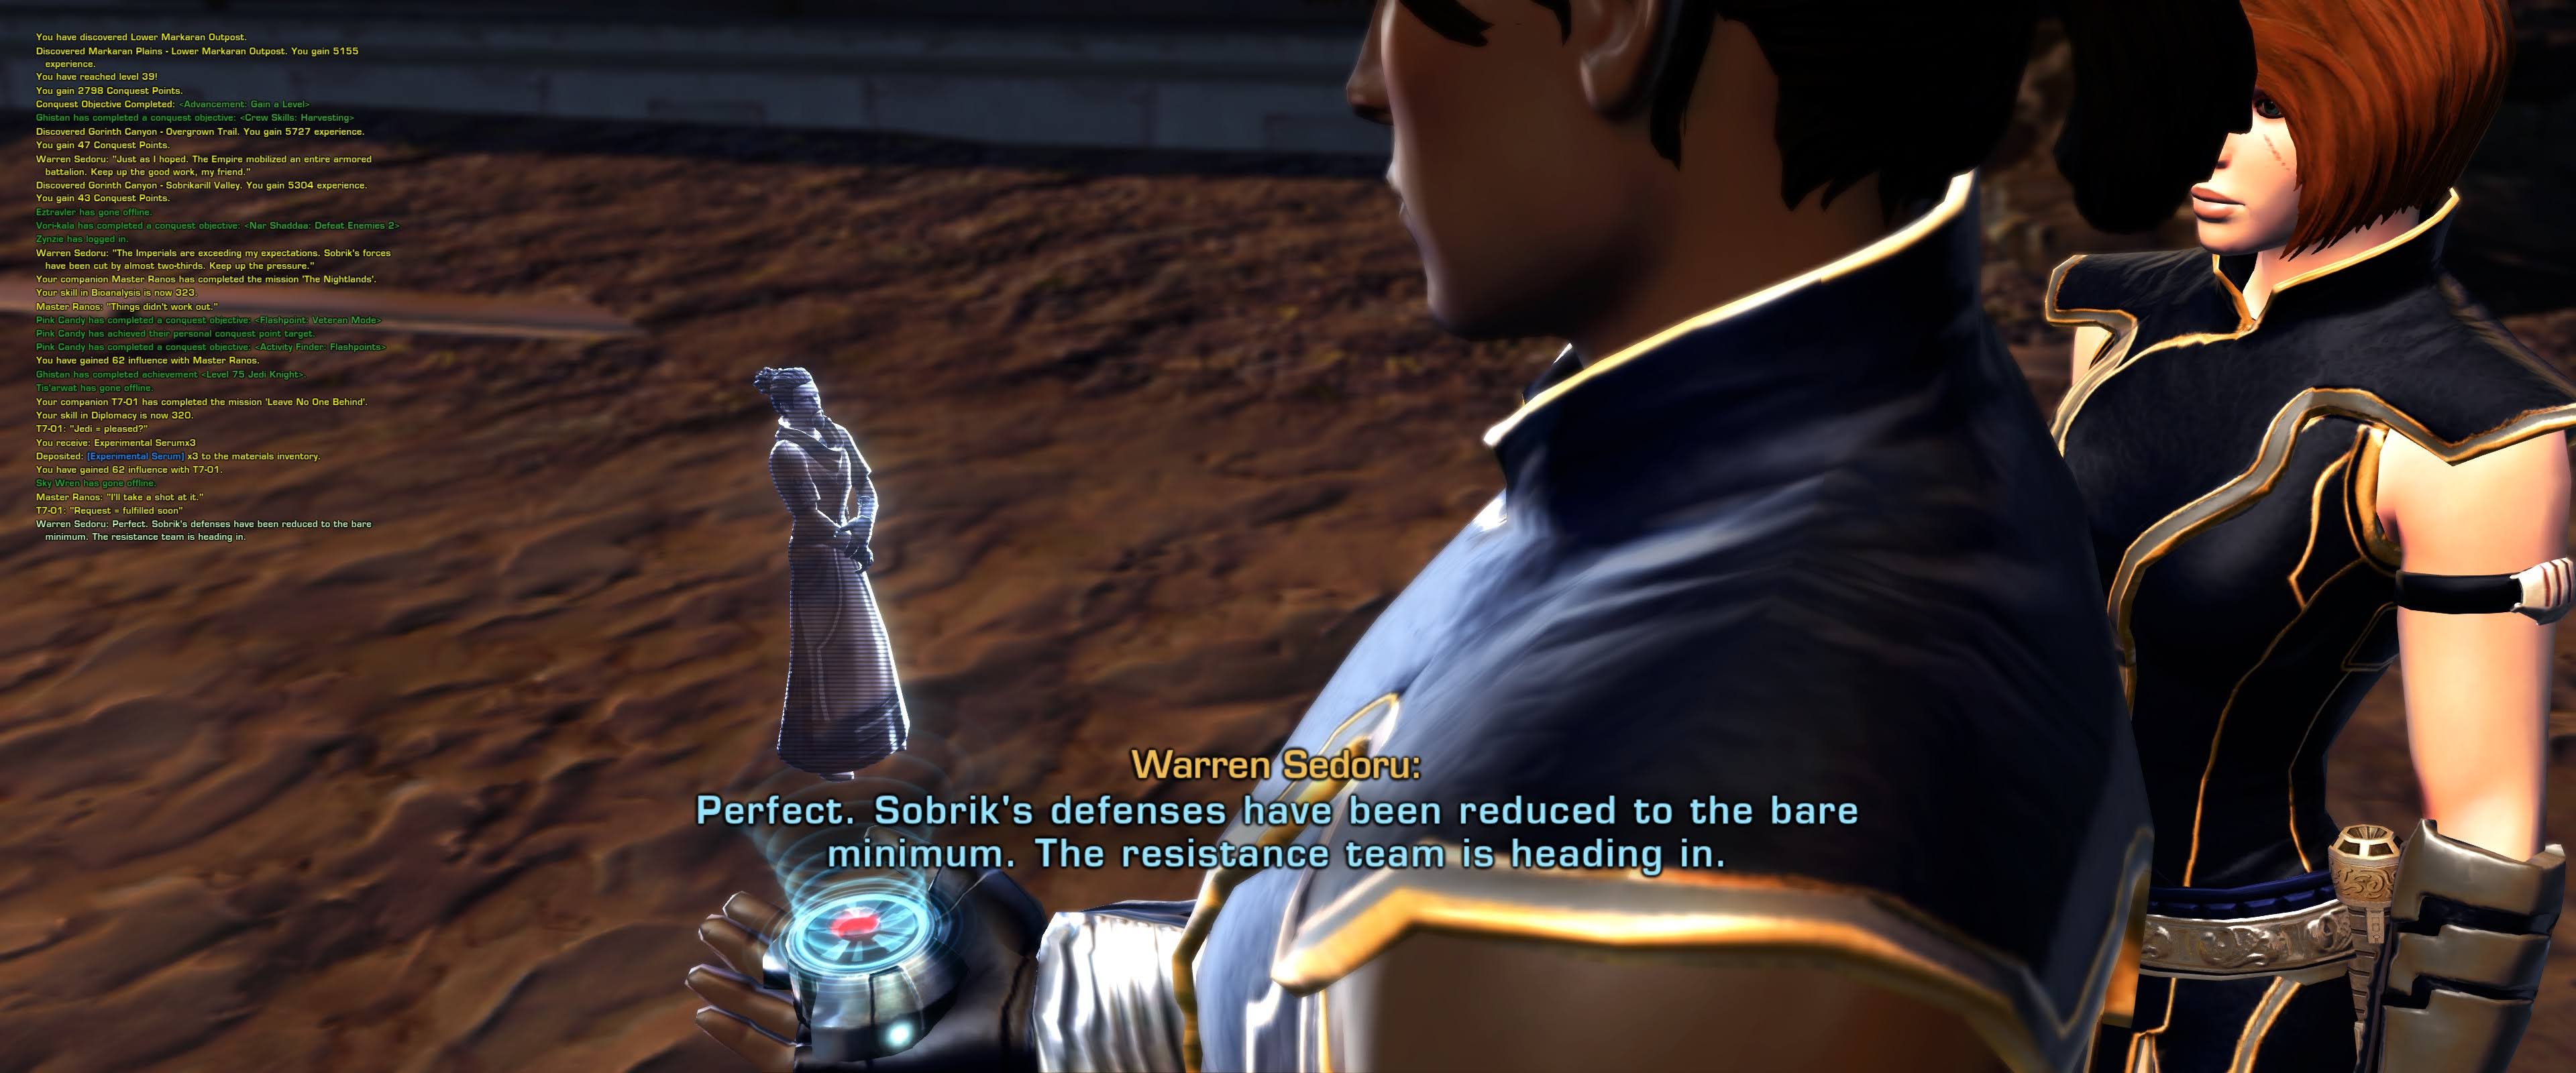 You have discovered Lower Markaran Outpost.
Discovered Markaran Plains - Lower Markaran Outpost. You gain 5155
experience.
You have reached level 39!
You gain 2798 Conquest Points.
Conquest Objective Completed: <Advancement: Gain a Level>
Ghistan has completed a conquest objective: <Crew Skills: Harvesting>
Discovered Gorinth Canyon - Overgrown Trail. You gain 5727 experience.
You gain 47 Conquest Points.
Warren Sedoru: "Just as I hoped. The Empire mobilized an entire armored
battalion. Keep up the good work, my friend."
Discovered Gorinth Canyon - Sobrikarill Valley. You gain 5304 experience.
You gain 43 Conquest Points.
Eztravler has gone offline.
Vori-kala has completed a conquest objective: <Nar Shaddaa: Defeat Enemies 2>
Zynzie has logged in.
Warren Sedoru: "The Imperials are exceeding my expectations. Sobrik's forces
have been cut by almost two-thirds. Keep up the pressure."
Your companion Master Ranos has completed the mission 'The Nightlands'.
Your skill in Bioanalysis is now 323.
Master Ranos: "Things didn't work out."
Pink Candy has completed a conquest objective: <Flashpoint: Veteran Mode>
Pink Candy has achieved their personal conquest point target.
Pink Candy has completed a conquest objective: <Activity Finder: Flashpoints>
You have gained 62 influence with Master Ranos.
Ghistan has completed achievement <Level 75 Jedi Knight>.
Tis'arwat has gone offline.
Your companion T7-01 has completed the mission 'Leave No One Behind'.
Your skill in Diplomacy is now 320.
T7-01: "Jedi = pleased?"
You receive: Experimental Serumx3
Deposited: [Experimental Serum] x3 to the materials inventory.
You have gained 62 influence with T7-01.
Sky Wren has gone offline.
Master Ranos: "I'll take a shot at it."
T7-01: "Request = fulfilled soon"
Warren Sedoru: Perfect. Sobrik's defenses have been reduced to the bare
minimum. The resistance team is heading in.
Warren Sedoru:
Perfect. Sobrik's defenses have been reduced to the bare
minimum. The resistance team is heading in.